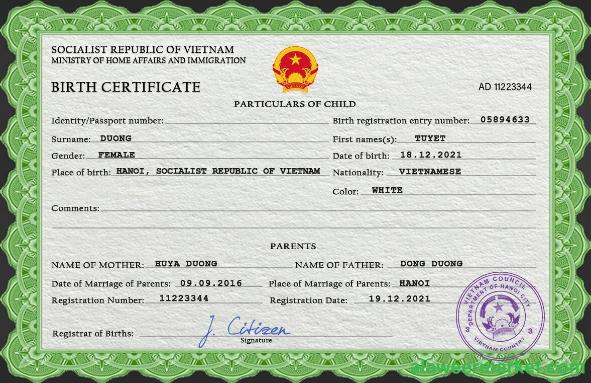 SOCIALIST REPUBLIC OF VIETNAM
MINISTRY OF HOME AFFAIRS AND IMMIGRATION
BIRTH CERTIFICATE
AD 11223344
PARTICULARS OF CHILD
Identity/Passport number: Birth registration entry number: 05894633
Surname: DUONG First names(s): TUYET
Gender: FEMALE Date of birth: 18.12.2021
Place of birth: HANOI, SOCIALIST REPUBLIC OF VIETNAM Nationality: VIETNAMESE
Color: WHITE
Comments:
PARENTS
NAME OF MOTHER: HUYA DUONG NAME OF FATHER: DONG DUONG
Date of Marriage of Parents: 09.09.2016 Place of Marriage of Parents: HANOI
Registration Number: 11223344 Registration Date: 19.12.2021
Registrar of Births: J. Citizen
Signature
VIETNAM COUNCIL
DEPARTMENT OF HANOI CITY
3 3
VIETNAM COUNTRY